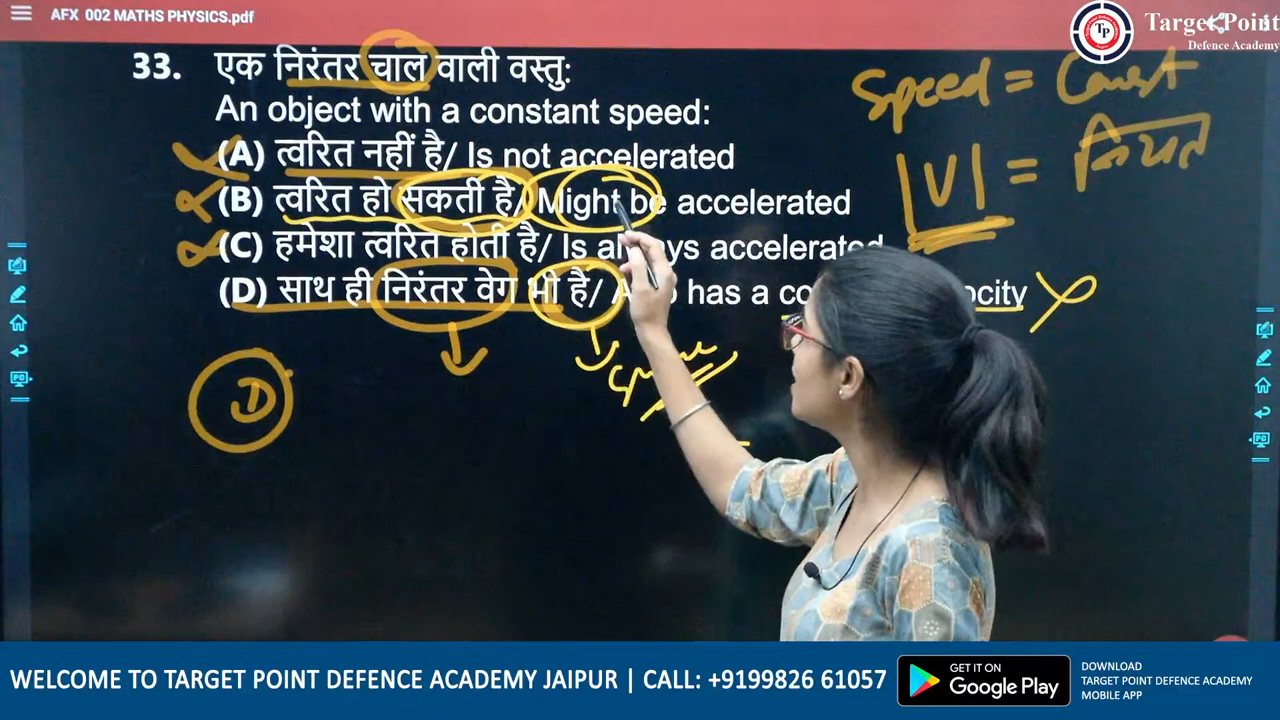 AFX 002 MATHS PHYSICS.pdf
Target Point
Defence Academy
TP
33. एक निरंतर चाल वाली वस्तु:
An object with a constant speed:
(A) त्वरित नहीं है/ Is not accelerated
(B) त्वरित हो सकती है/ Might be accelerated
(C) हमेशा त्वरित होती है/ Is always accelerated
(D) साथ ही निरंतर वेग भी है/ has a
Speed = Const
|V| = नियत
D
WELCOME TO TARGET POINT DEFENCE ACADEMY JAIPUR | CALL: +9199826 61057
GET IT ON
Google Play
DOWNLOAD
TARGET POINT DEFENCE ACADEMY
MOBILE APP